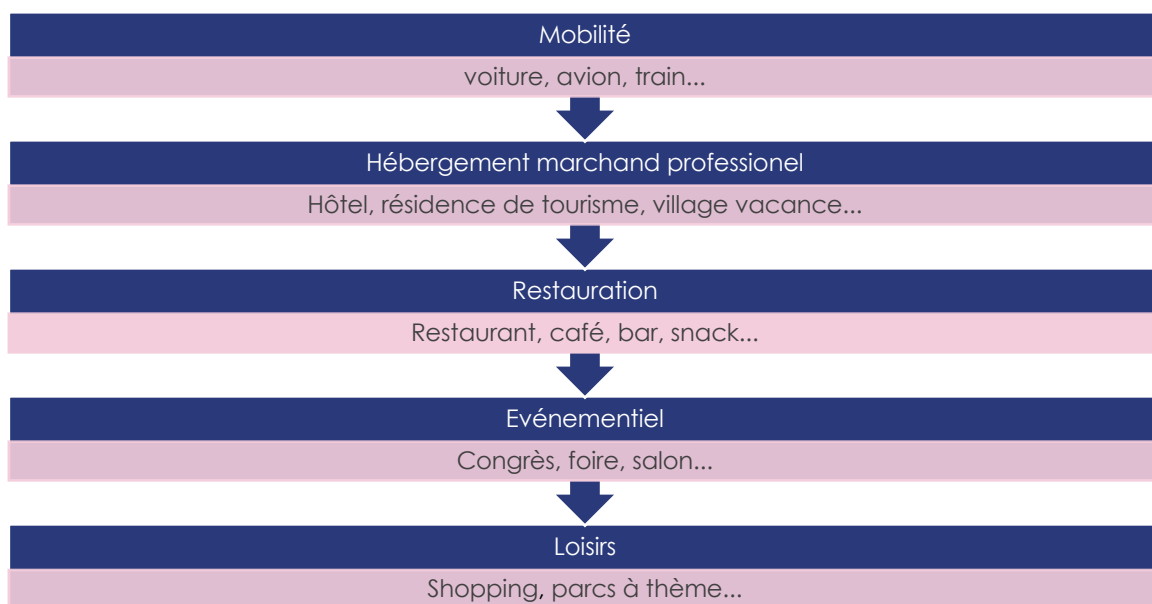 Mobilité
voiture, avion, train...
Hébergement marchand professionel
Hôtel, résidence de tourisme, village vacance...
Restauration
Restaurant, café, bar, snack...
Evénementiel
Congrès, foire, salon...
Loisirs
Shopping, parcs à thème...